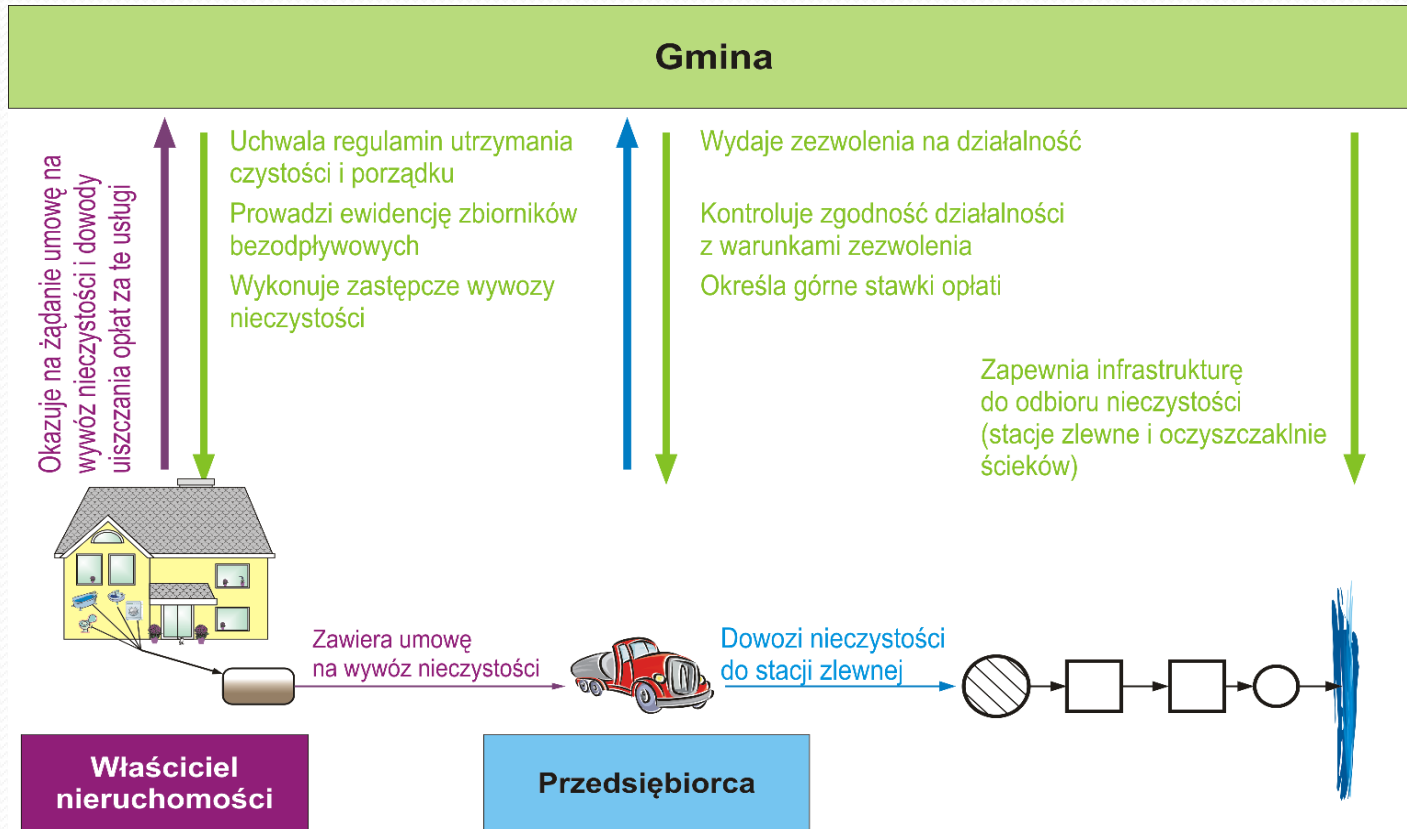 Gmina
Okazuje na żądanie umowę na
wywóz nieczystości i dowody
uiszczania opłat za te usługi
Uchwala regulamin utrzymania
czystości i porządku
Prowadzi ewidencję zbiorników
bezodpływowych
Wykonuje zastępcze wywozy
nieczystości
Wydaje zezwolenia na działalność
Kontroluje zgodność działalności
z warunkami zezwolenia
Określa górne stawki opłati
Zapewnia infrastrukturę
do odbioru nieczystości
(stacje zlewne i oczyszczaklnie
ścieków)
Zawiera umowę
na wywóz nieczystości
Dowozi nieczystości
do stacji zlewnej
Właściciel
nieruchomości
Przedsiębiorca